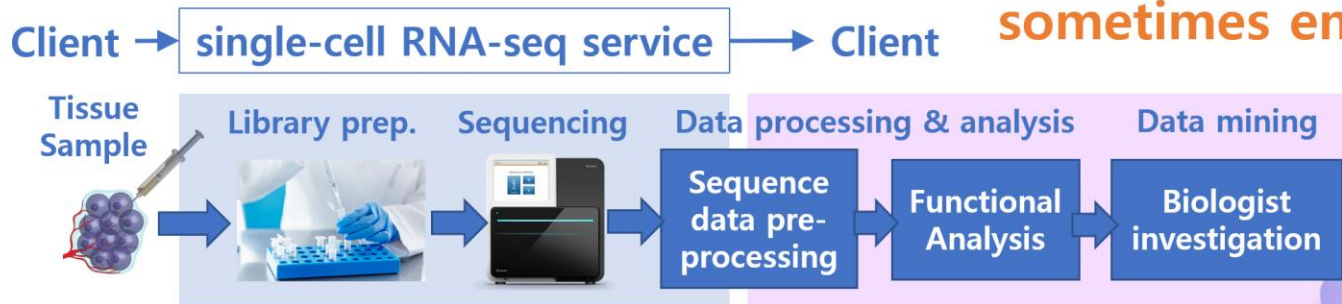 Client
single-cell RNA-seq service
Client
sometimes en
Tissue
Sample
Library prep.
Sequencing
Data processing & analysis
Data mining
Sequence
data pre-
processing
Functional
Analysis
Biologist
investigation